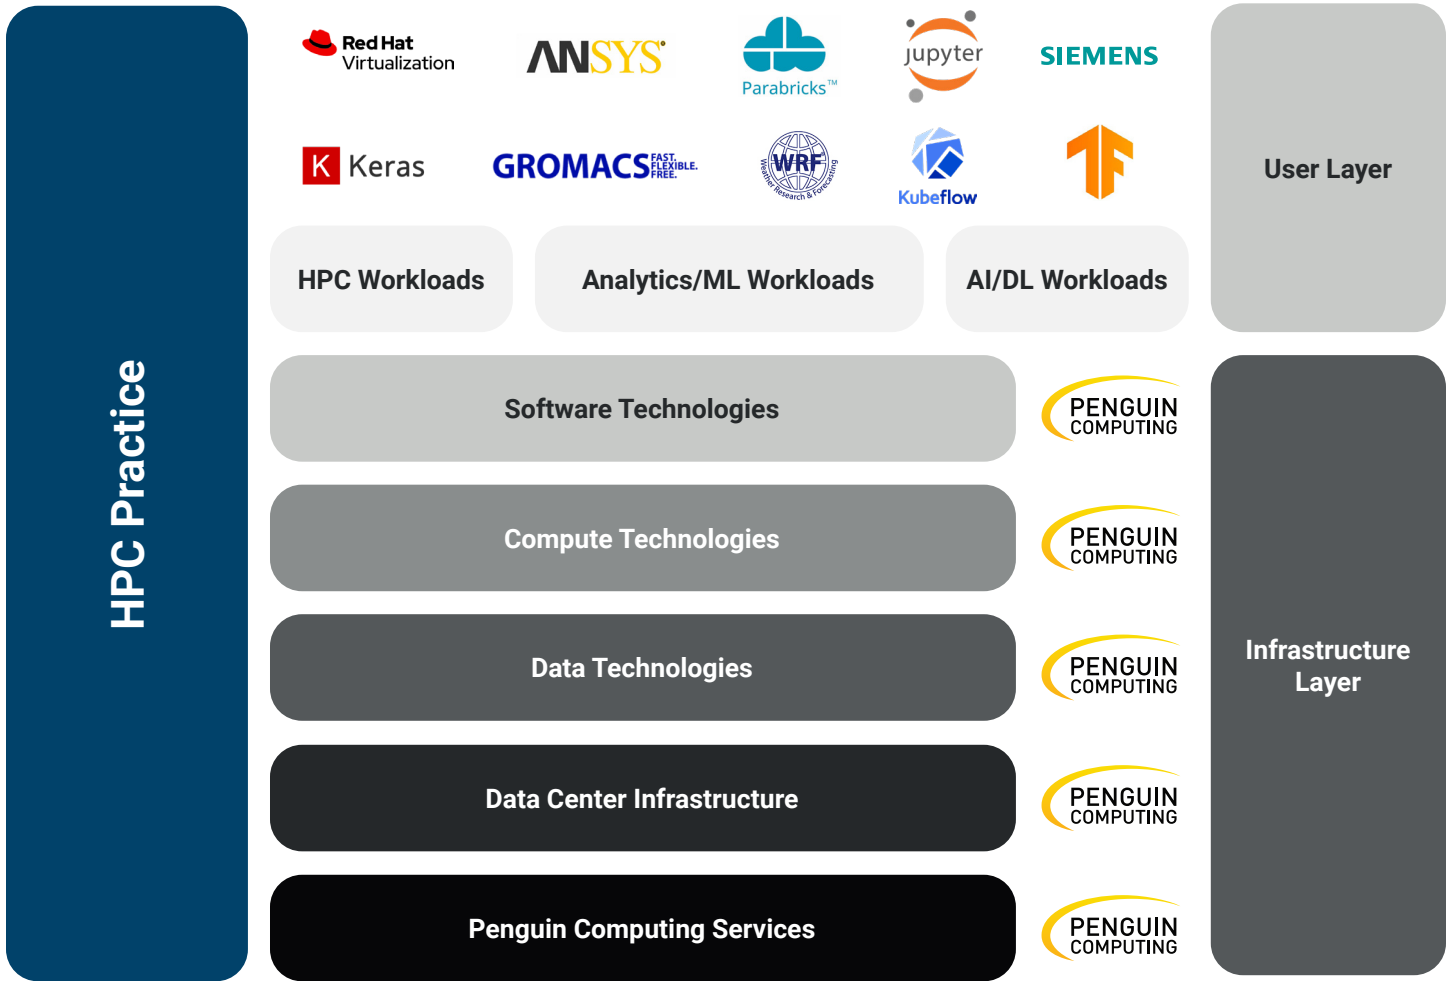 HPC Practice
Red Hat
Virtualization
ANSYS®
Parabricks™
jupyter
SIEMENS
K Keras
GROMACS FAST.
FLEXIBLE.
FREE.
WRF
Weather Research & Forecasting
Kubeflow
TF
User Layer
HPC Workloads
Analytics/ML Workloads
AI/DL Workloads
Software Technologies
PENGUIN
COMPUTING
Compute Technologies
PENGUIN
COMPUTING
Data Technologies
PENGUIN
COMPUTING
Infrastructure
Layer
Data Center Infrastructure
PENGUIN
COMPUTING
Penguin Computing Services
PENGUIN
COMPUTING